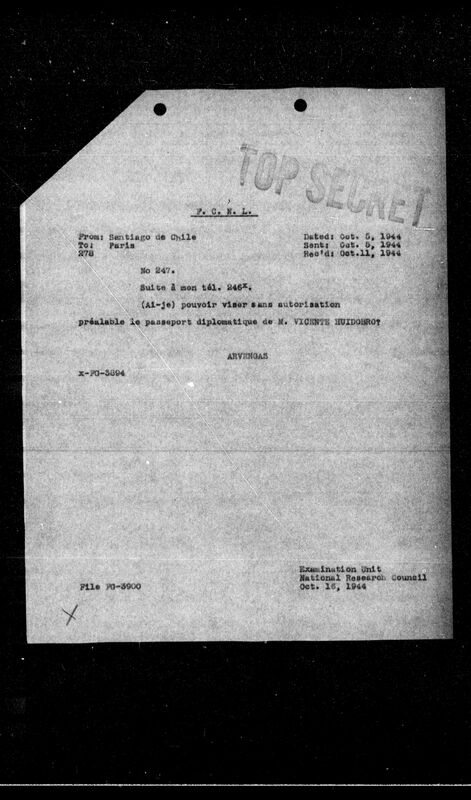 TOP SECRET
F. C. N. L.
From: Santiago de Chile Dated: Oct. 5, 1944
To: Paris Sent: Oct. 5, 1944
278 Rec'd: Oct.11, 1944
No 247.
Suite à mon tél. 246x.
(Ai-je) pouvoir viser sans autorisation
préalable le passeport diplomatique de M. VICENTE HUIDOBRO?
ARVENGAS
x-FG-3894
Examination Unit
National Research Council
File FG-3900 Oct. 16, 1944
X